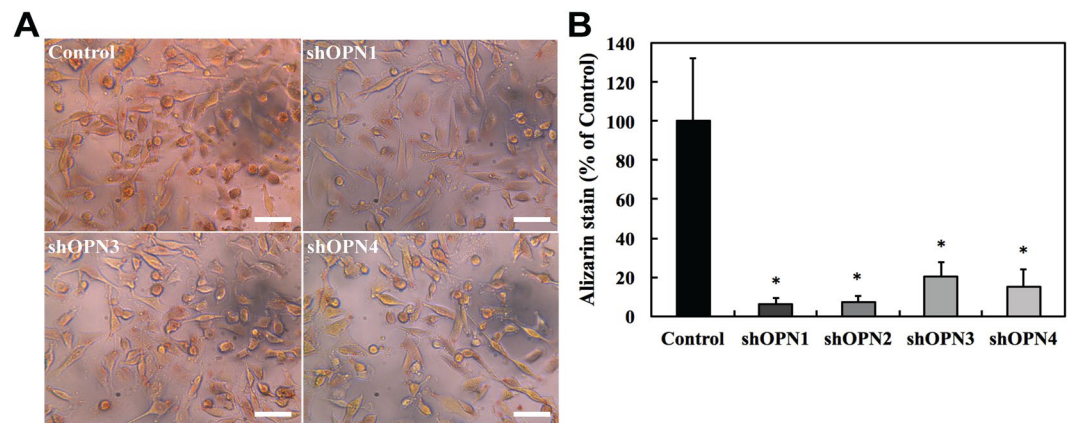 A
Control
shOPN1
shOPN3
shOPN4
B
Alizarin stain (% of Control)
140
120
100
80
60
40
20
0
*
*
*
*
Control
shOPN1
shOPN2
shOPN3
shOPN4